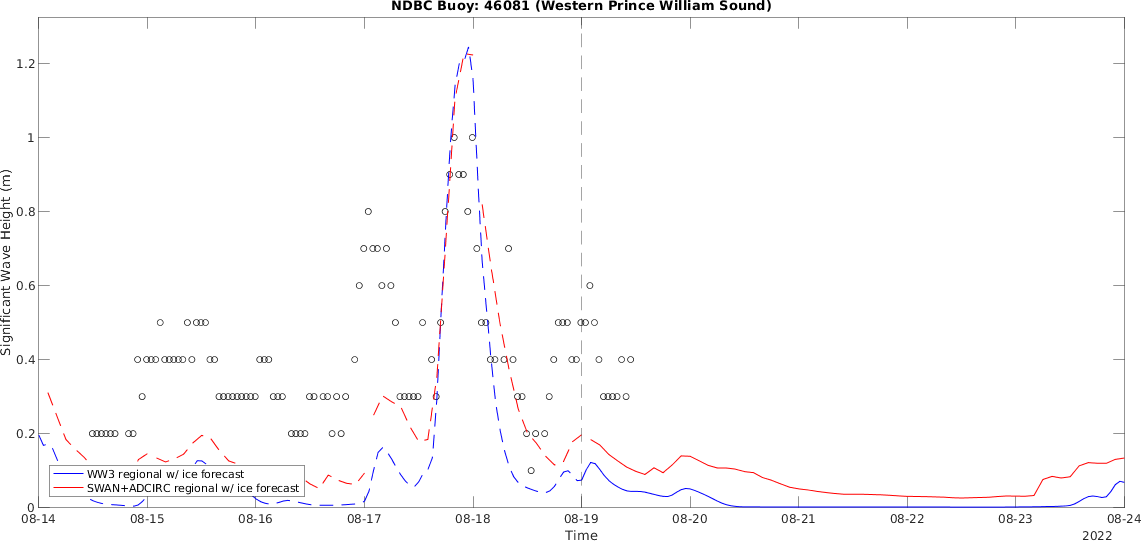 NDBC Buoy: 46081 (Western Prince William Sound)
Significant Wave Height (m)
1.2
1
0.8
0.6
0.4
0.2
0
WW3 regional w/ ice forecast
SWAN+ADCIRC regional w/ ice forecast
08-14 08-15 08-16 08-17 08-18 08-19 08-20 08-21 08-22 08-23 08-24
Time
2022